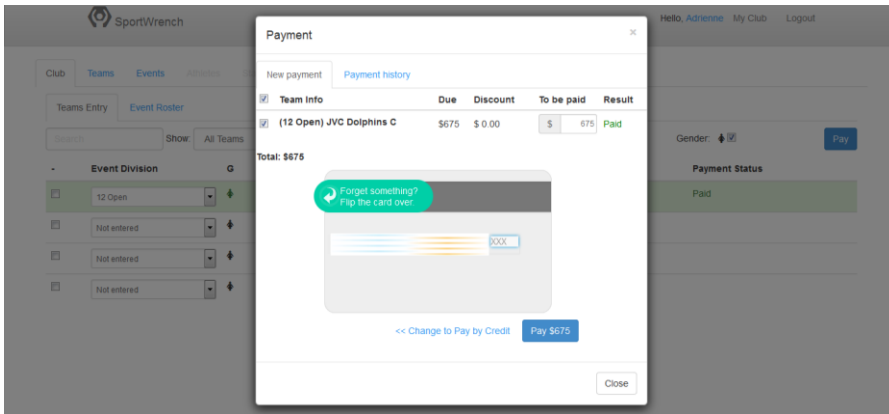 SportWrench
Hello, Adrienne My Club Logout
Payment ×
Club Teams Events
New payment Payment history
Teams Entry Event Roster
Team Info Due Discount To be paid Result
(12 Open) JVC Dolphins C $675 $ 0.00 $ 675 Paid
Search Show: All Teams Gender: Pay
Total: $675
- Event Division G Payment Status
Forget something?
Flip the card over.
12 Open Paid
Not entered
XXX
Not entered
Not entered
<< Change to Pay by Credit Pay $675
Close